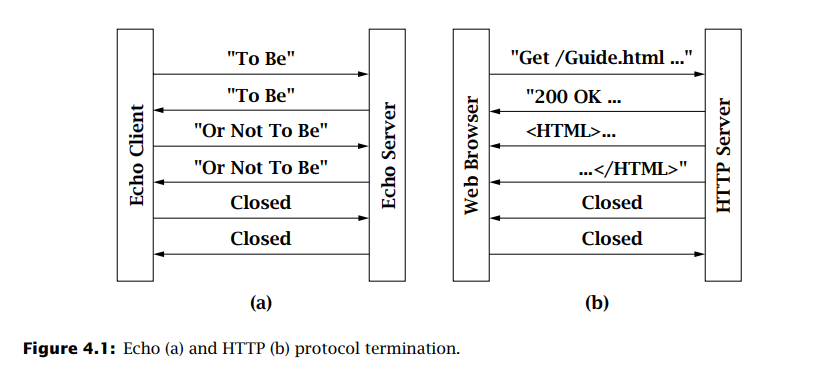 Echo Client
"To Be"
"To Be"
"Or Not To Be"
"Or Not To Be"
Closed
Closed
Echo Server
(a)
Web Browser
"Get /Guide.html ..."
"200 OK ...
<HTML>...
...</HTML>"
Closed
Closed
HTTP Server
(b)
Figure 4.1: Echo (a) and HTTP (b) protocol termination.